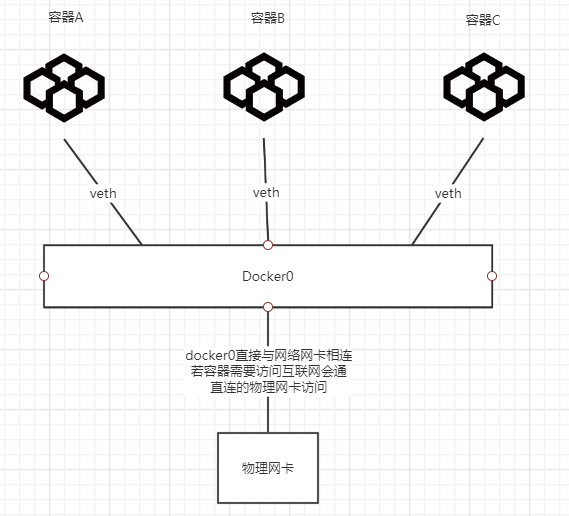 容器A
容器B
容器C
veth
veth
veth
Docker0
docker0直接与网络网卡相连
若容器需要访问互联网会通
直连的物理网卡访问
物理网卡